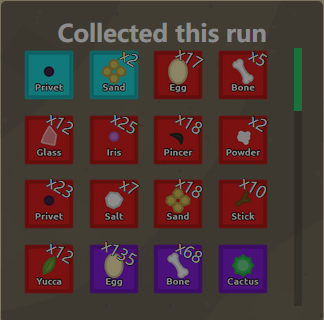 Collected this run
Privet
x2 Sand
x17 Egg
x5 Bone
x12 Glass
x25 Iris
x18 Pincer
x2 Powder
x23 Privet
x7 Salt
x18 Sand
x10 Stick
x12 Yucca
x135 Egg
x68 Bone
Cactus